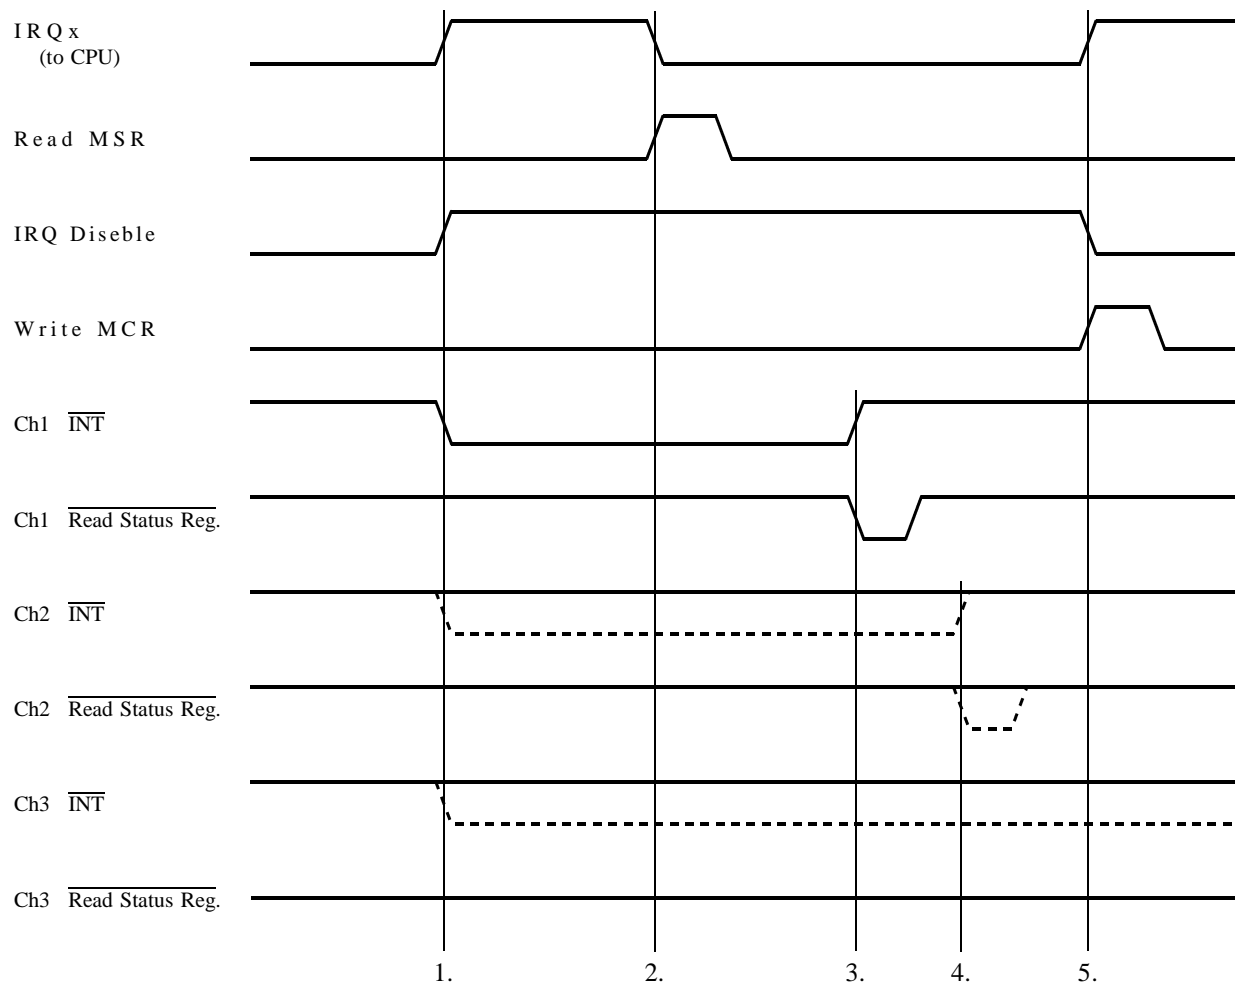 IRQx
(to CPU)
Read MSR
IRQ Diseble
Write MCR
Ch1 INT
Ch1 Read Status Reg.
Ch2 INT
Ch2 Read Status Reg.
Ch3 INT
Ch3 Read Status Reg.
1. 2. 3. 4. 5.